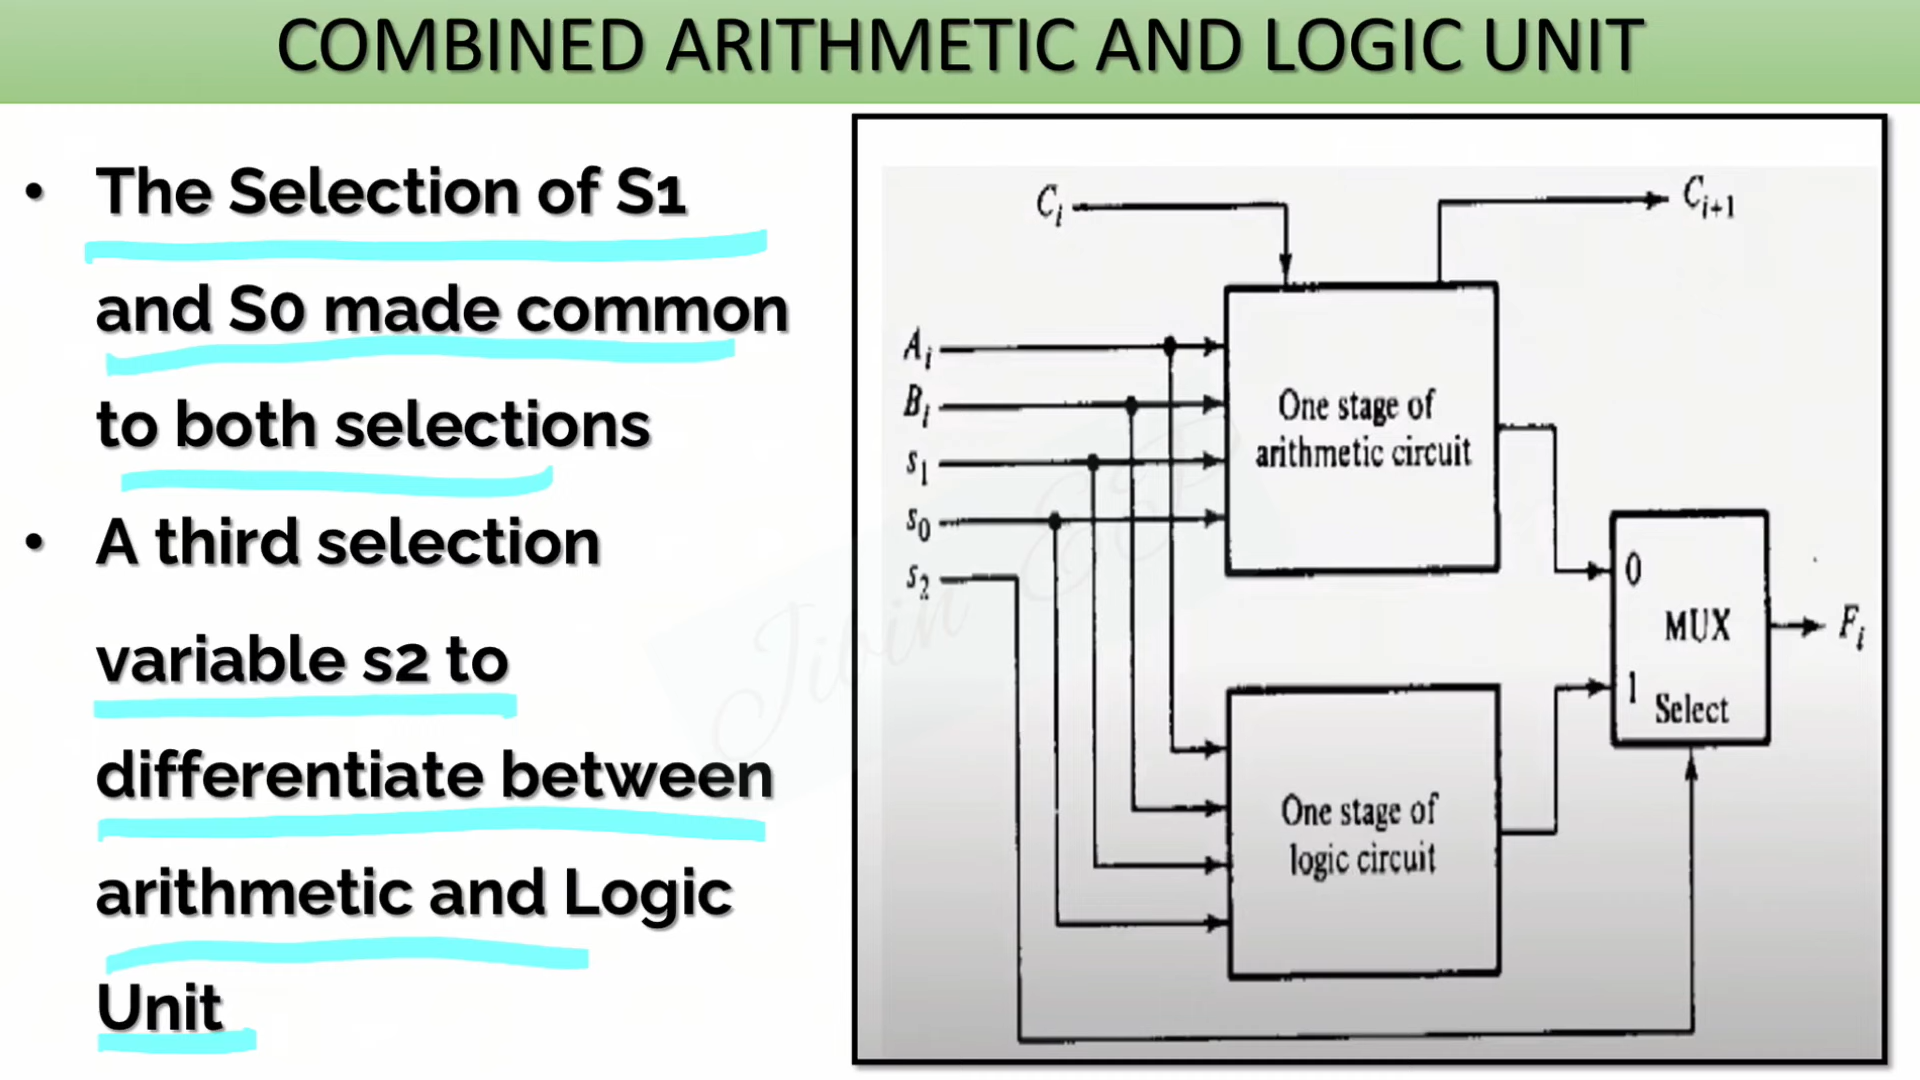 COMBINED ARITHMETIC AND LOGIC UNIT
• The Selection of S1
and S0 made common
to both selections
• A third selection
variable s2 to
differentiate between
arithmetic and Logic
Unit
Ci
Ci+1
Ai
Bi
s1
s0
s2
One stage of
arithmetic circuit
0
MUX
Fi
1
Select
One stage of
logic circuit
Jivin